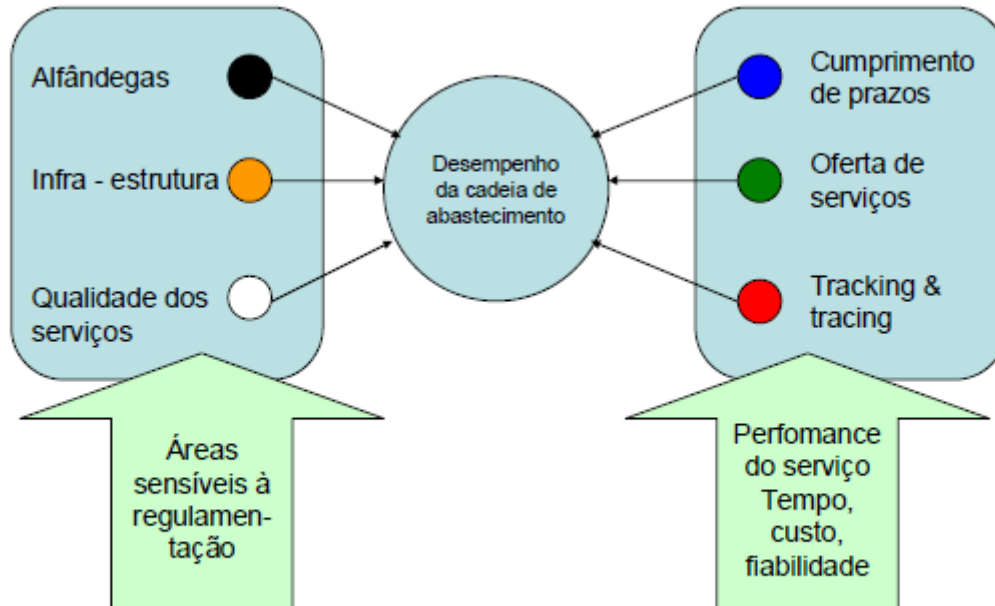 Alfândegas
Infra - estrutura
Qualidade dos
serviços
Desempenho
da cadeia de
abastecimento
Cumprimento
de prazos
Oferta de
serviços
Tracking &
tracing
Áreas
sensíveis à
regulamen-
tação
Perfomance
do serviço
Tempo,
custo,
fiabilidade